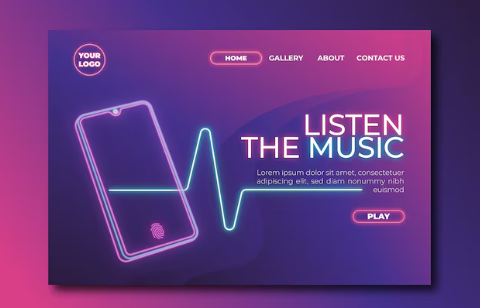 YOUR
LOGO
HOME GALLERY ABOUT CONTACT US
LISTEN
THE MUSIC
Lorem ipsum dolor sit amet, consectetuer
adipiscing elit, sed diam nonummy nibh
euismod
PLAY